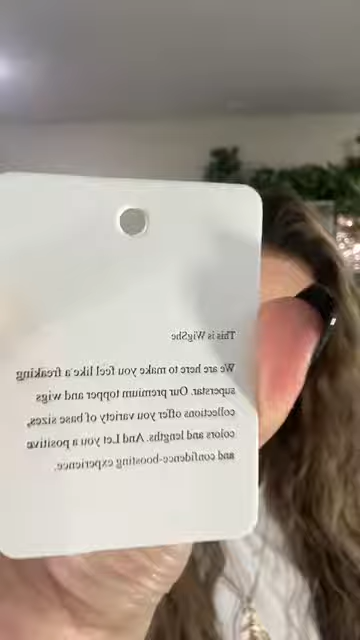 This is WigShe
We are here to make you feel like a freaking
superstar. Our premium topper and wigs
collections offer you variety of base sizes,
colors and lengths. And Let you a positive
and confidence-boosting experience.